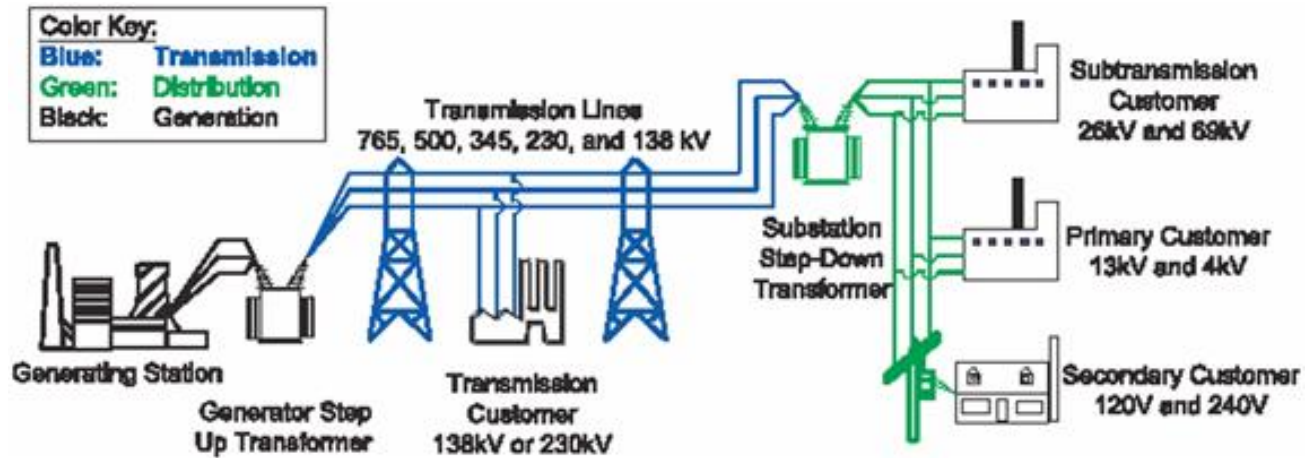 Color Key:
Blue: Transmission
Green: Distribution
Black: Generation
Transmission Lines
765, 500, 345, 230, and 138 kV
Subtransmission
Customer
26kV and 69kV
Substation
Step-Down
Transformer
Primary Customer
13kV and 4kV
Generating Station
Generator Step
Up Transformer
Transmission
Customer
138kV or 230kV
Secondary Customer
120V and 240V